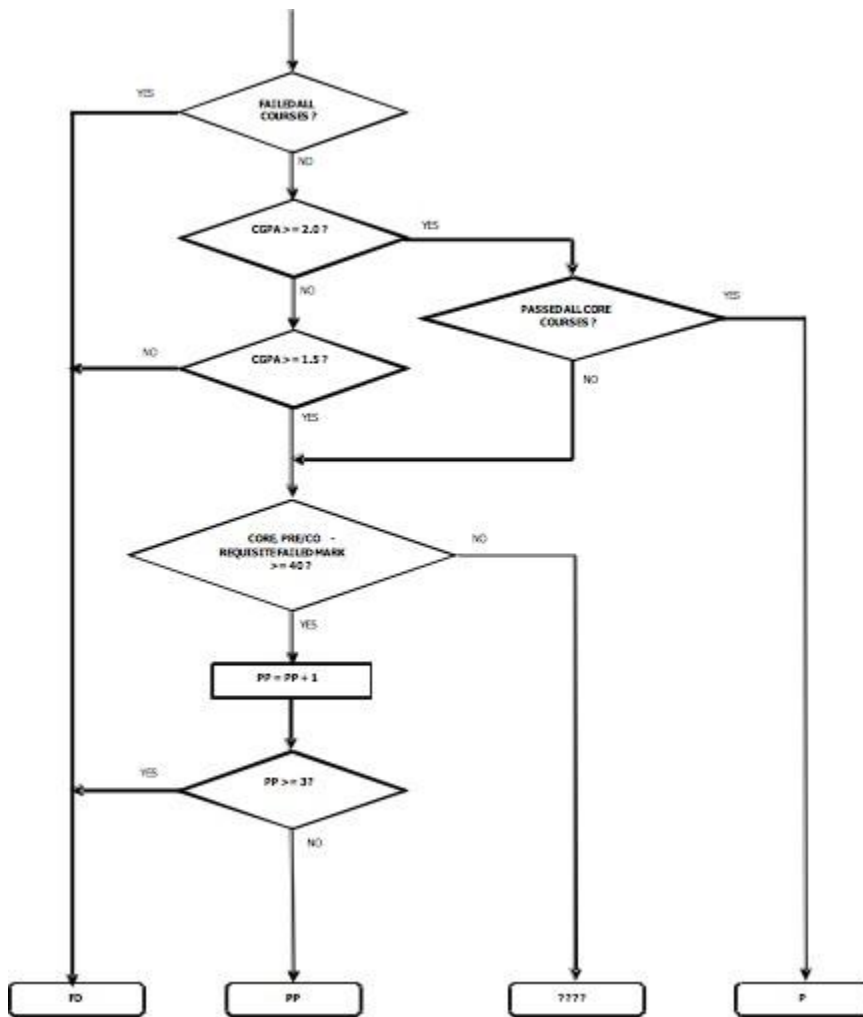 YES
FAILED ALL
COURSES ?
NO
CGPA >= 2.0 ?
YES
NO
PASSED ALL CORE
COURSES ?
YES
NO
CGPA >= 1.5 ?
NO
YES
CORE, PRE/CO -
REQUISITE FAILED MARK
>= 40 ?
NO
YES
PP = PP + 1
YES
PP >= 3?
NO
FD
PP
????
P